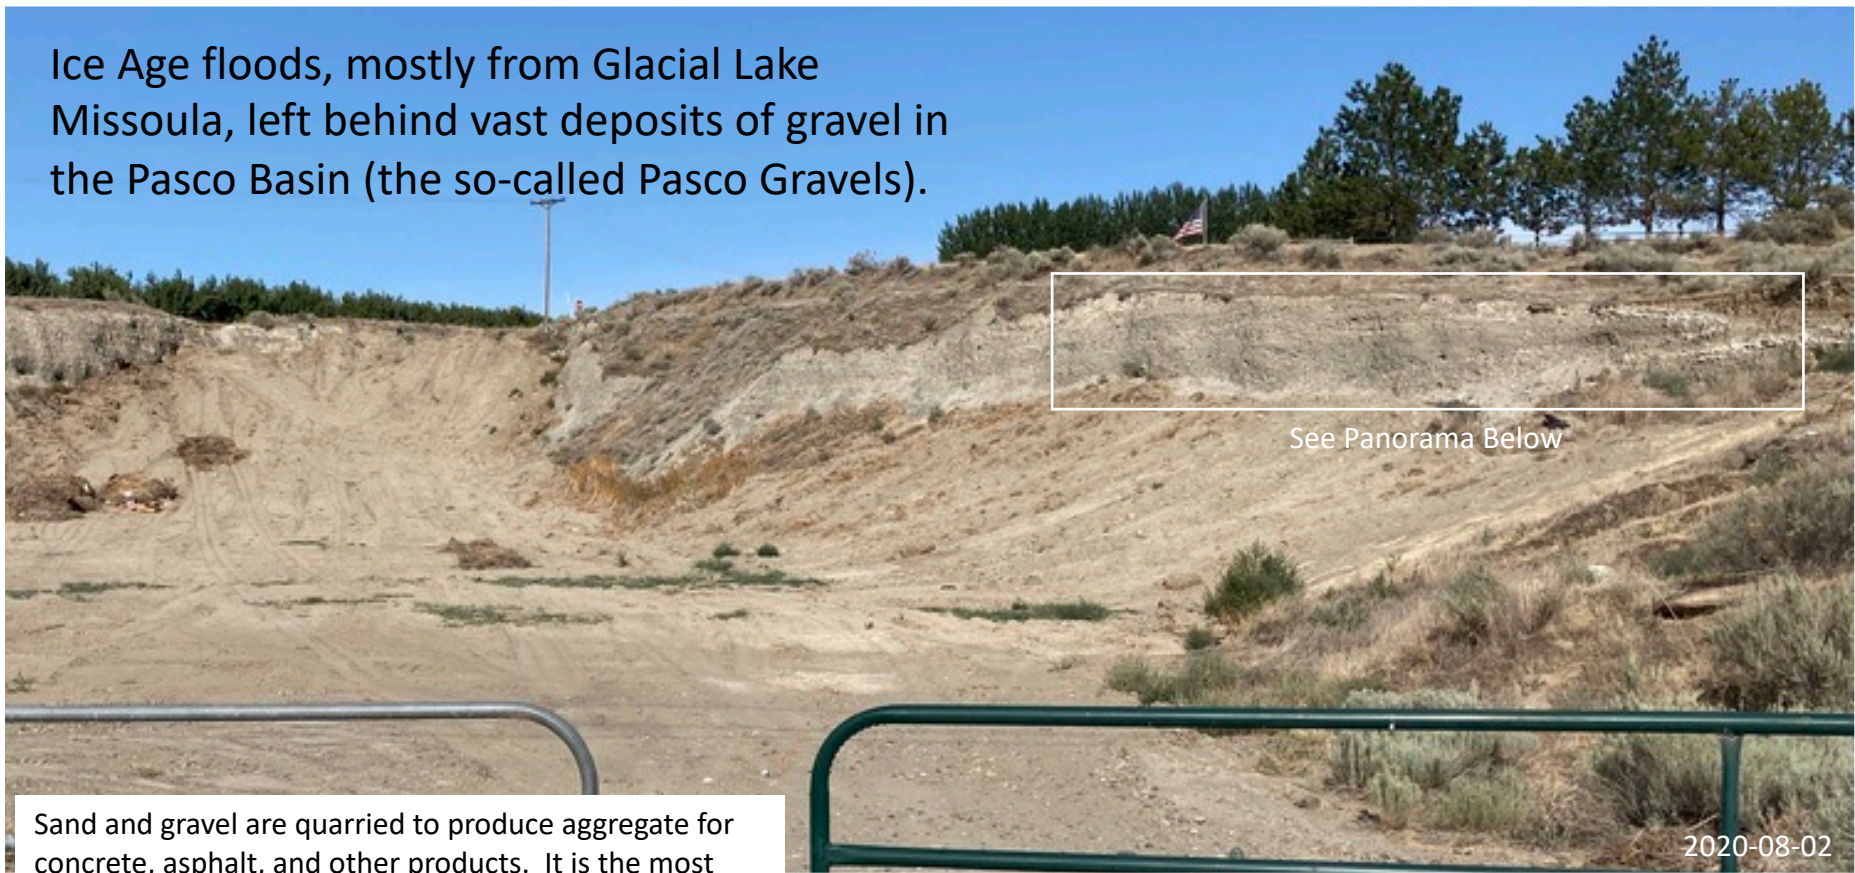 Ice Age floods, mostly from Glacial Lake
Missoula, left behind vast deposits of gravel in
the Pasco Basin (the so-called Pasco Gravels).
See Panorama Below
Sand and gravel are quarried to produce aggregate for
concrete, asphalt, and other products.  It is the most
2020-08-02